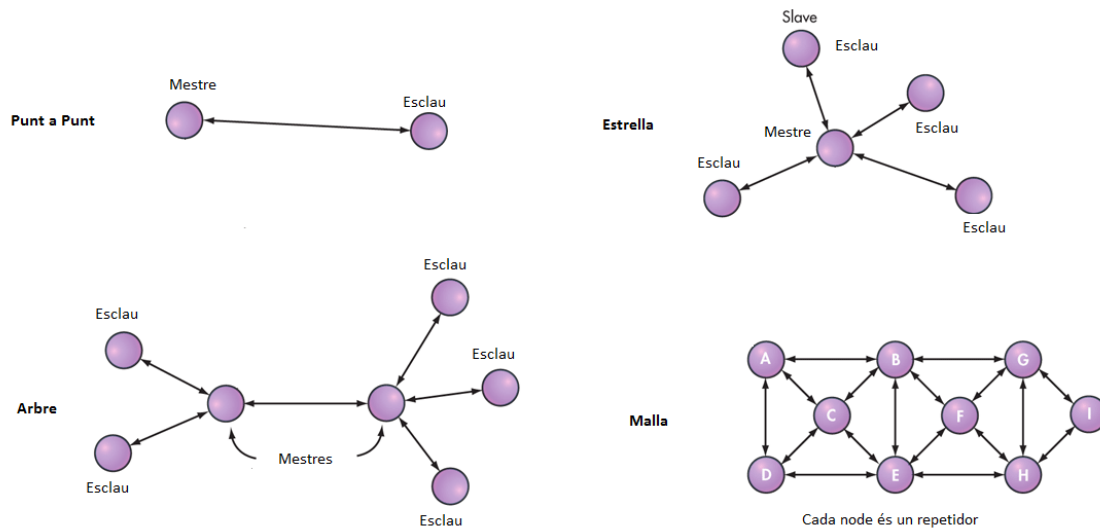 Punt a Punt
Mestre
Esclau
Estrella
Slave
Esclau
Esclau
Mestre
Esclau
Esclau
Arbre
Esclau
Esclau
Esclau
Esclau
Esclau
Mestres
Malla
A
B
G
C
F
I
D
E
H
Cada node és un repetidor